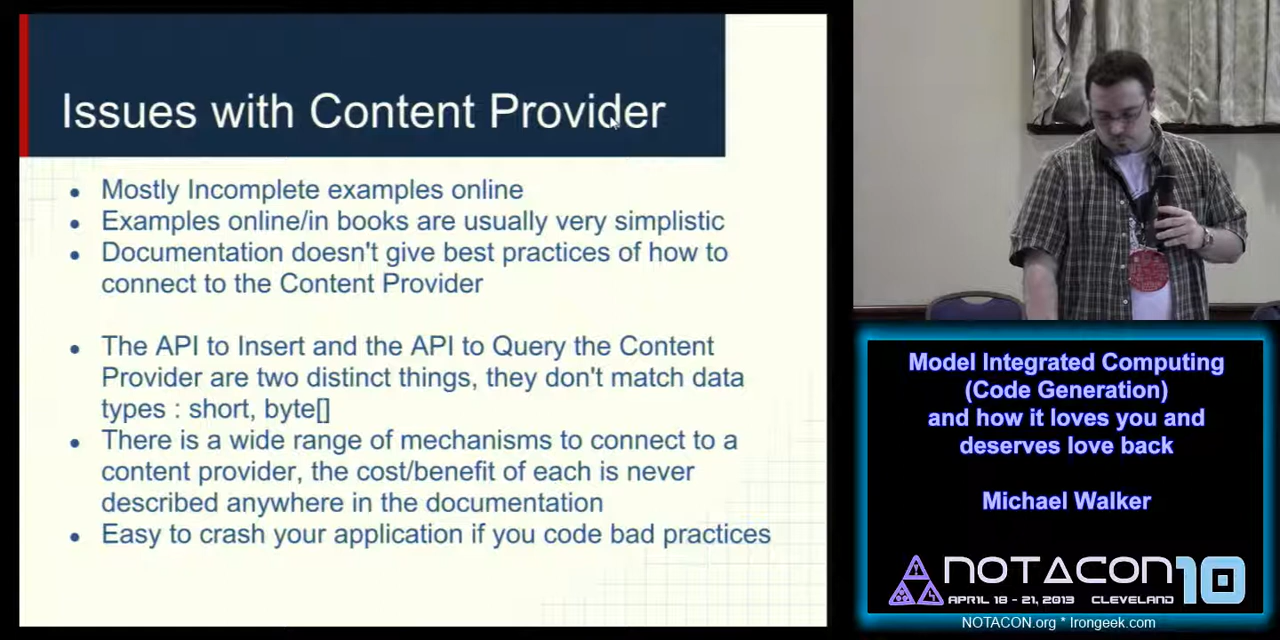 Issues with Content Provider
Mostly Incomplete examples online
Examples online/in books are usually very simplistic
Documentation doesn't give best practices of how to
connect to the Content Provider
The API to Insert and the API to Query the Content
Provider are two distinct things, they don't match data
types : short, byte[]
There is a wide range of mechanisms to connect to a
content provider, the cost/benefit of each is never
described anywhere in the documentation
Easy to crash your application if you code bad practices
Model Integrated Computing
(Code Generation)
and how it loves you and
deserves love back
Michael Walker
NOTACON 10
APRIL 18 - 21, 2013 CLEVELAND
NOTACON.org * Irongeek.com